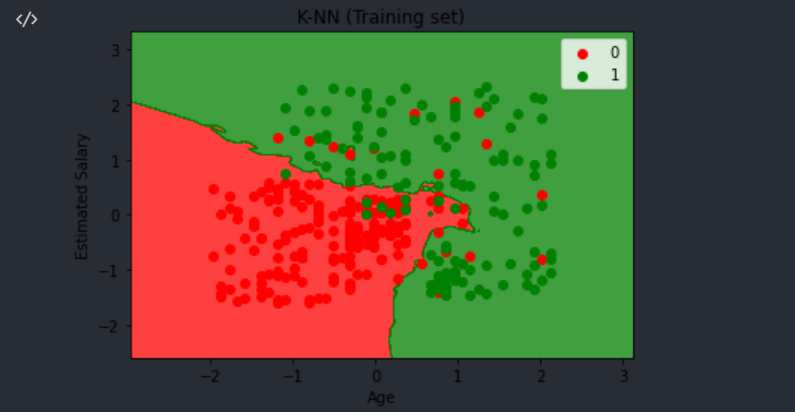 </>
K-NN (Training set)
0
1
Estimated Salary
3
2
1
0
−1
−2
−2 −1 0 1 2 3
Age